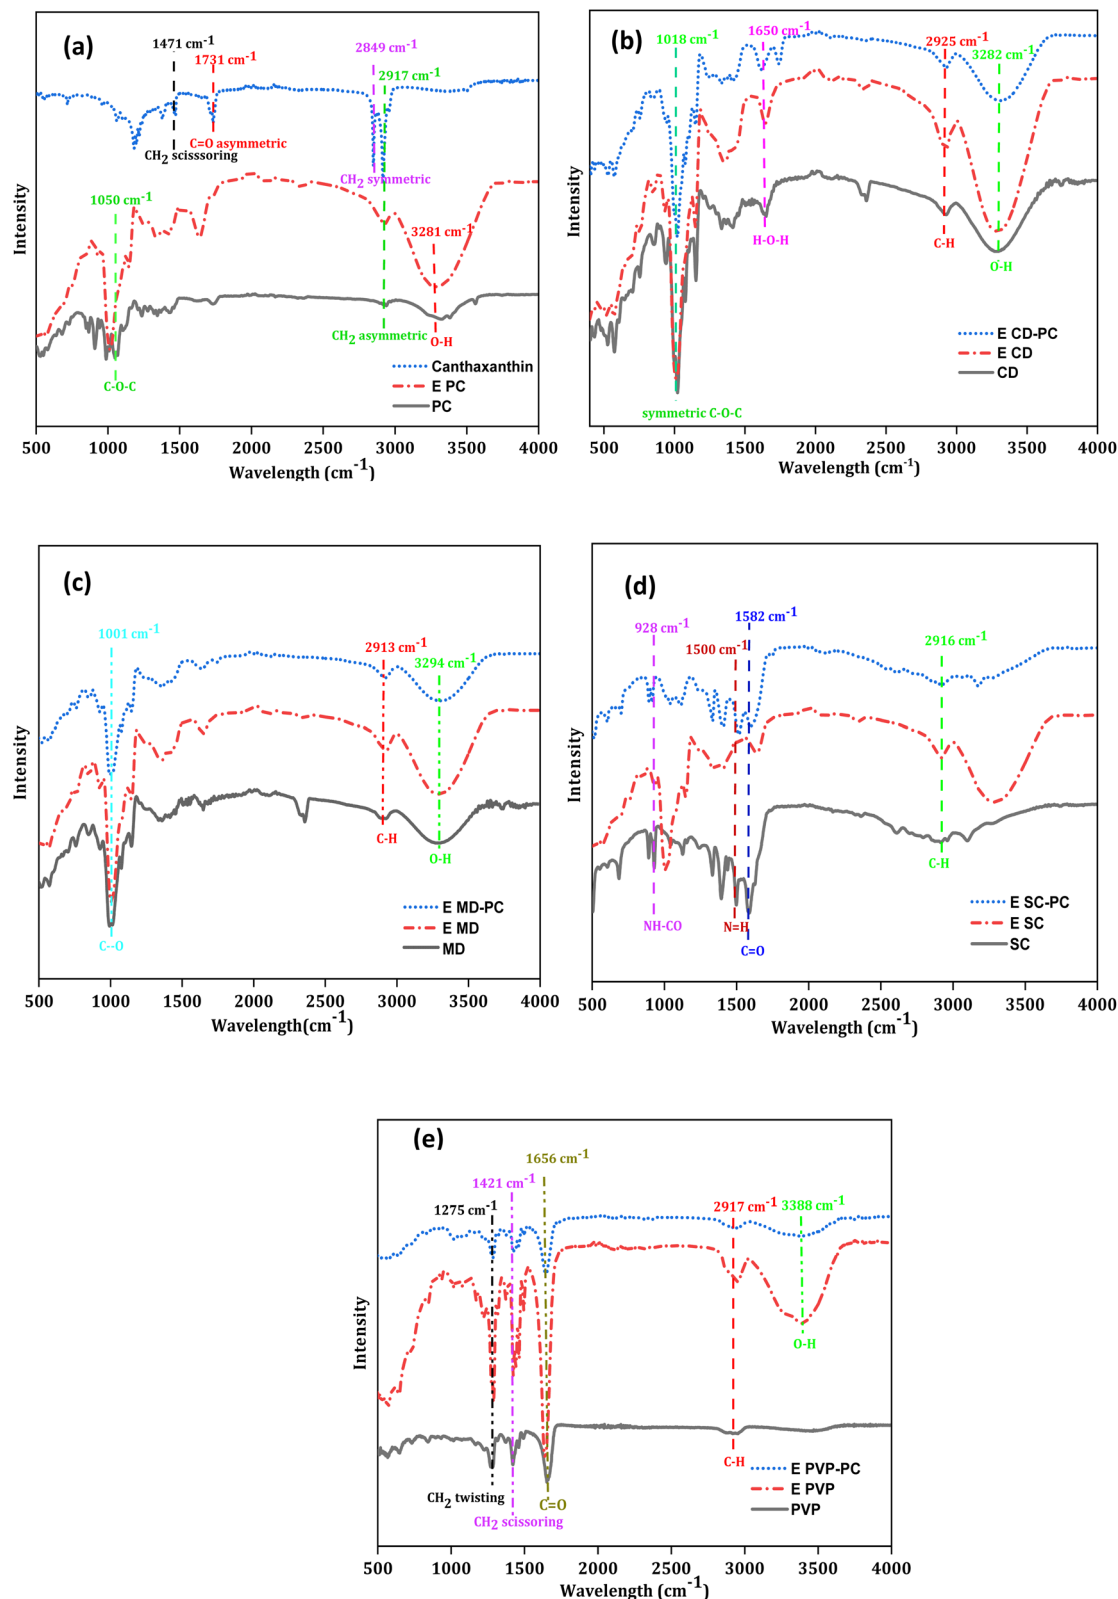 (a)
1471 cm-1
1731 cm-1
2849 cm-1
2917 cm-1
C=O asymmetric
CH2 scisssoring
CH2 symmetric
1050 cm-1
3281 cm-1
CH2 asymmetric
O-H
C-O-C
Canthaxanthin
E PC
PC
Intensity
500 1000 1500 2000 2500 3000 3500 4000
Wavelength (cm-1)
(b)
1018 cm-1
1650 cm-1
2925 cm-1
3282 cm-1
H-O-H
C-H
O-H
symmetric C-O-C
E CD-PC
E CD
CD
Intensity
500 1000 1500 2000 2500 3000 3500 4000
Wavelength (cm-1)
(c)
1001 cm-1
2913 cm-1
3294 cm-1
C-H
O-H
C--O
E MD-PC
E MD
MD
Intensity
500 1000 1500 2000 2500 3000 3500 4000
Wavelength(cm-1)
(d)
928 cm-1
1500 cm-1
1582 cm-1
2916 cm-1
C-H
NH-CO
N=H
C=O
E SC-PC
E SC
SC
Intensity
500 1000 1500 2000 2500 3000 3500 4000
Wavelength (cm-1)
(e)
1275 cm-1
1421 cm-1
1656 cm-1
2917 cm-1
3388 cm-1
O-H
C-H
CH2 twisting
C=O
CH2 scissoring
E PVP-PC
E PVP
PVP
Intensity
500 1000 1500 2000 2500 3000 3500 4000
Wavelength (cm-1)